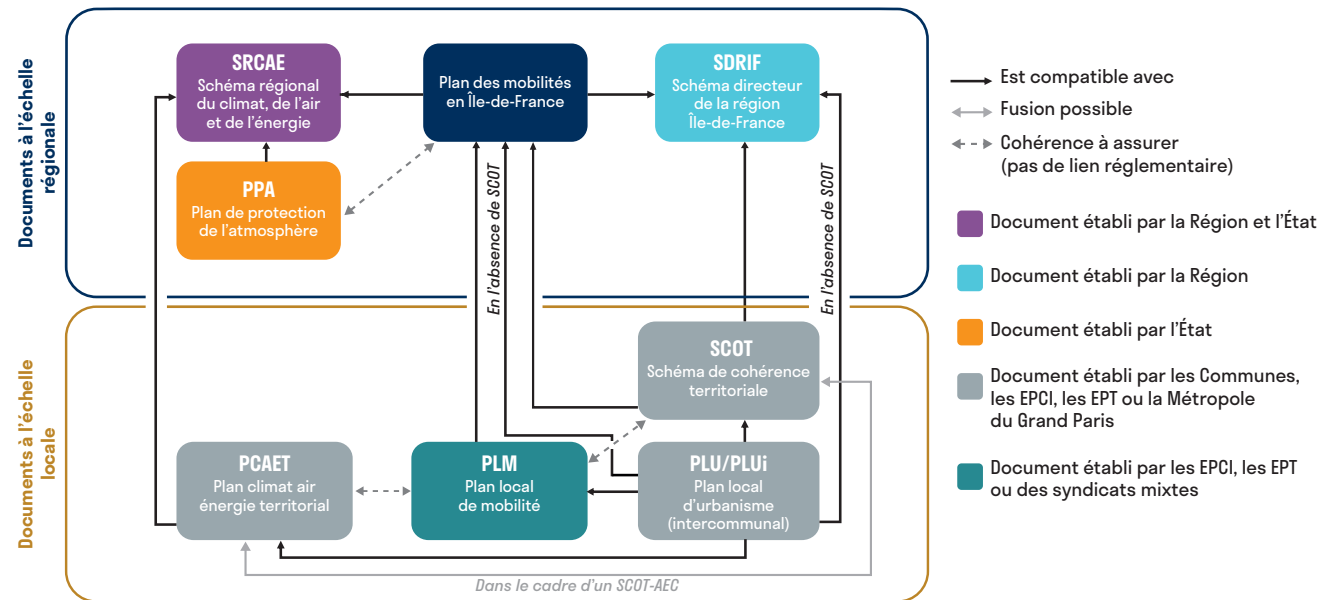 Documents à l'échelle
régionale
SRCAE
Schéma régional
du climat, de l'air
et de l'énergie
Plan des mobilités
en Île-de-France
SDRIF
Schéma directeur
de la région
Île-de-France
PPA
Plan de protection
de l'atmosphère
En l'absence de SCOT
En l'absence de SCOT
Documents à l'échelle
locale
SCOT
Schéma de cohérence
territoriale
PCAET
Plan climat air
énergie territorial
PLM
Plan local
de mobilité
PLU/PLUi
Plan local
d'urbanisme
(intercommunal)
Dans le cadre d'un SCOT-AEC
Est compatible avec
Fusion possible
Cohérence à assurer
(pas de lien réglementaire)
Document établi par la Région et l'État
Document établi par la Région
Document établi par l'État
Document établi par les Communes,
les EPCI, les EPT ou la Métropole
du Grand Paris
Document établi par les EPCI, les EPT
ou des syndicats mixtes